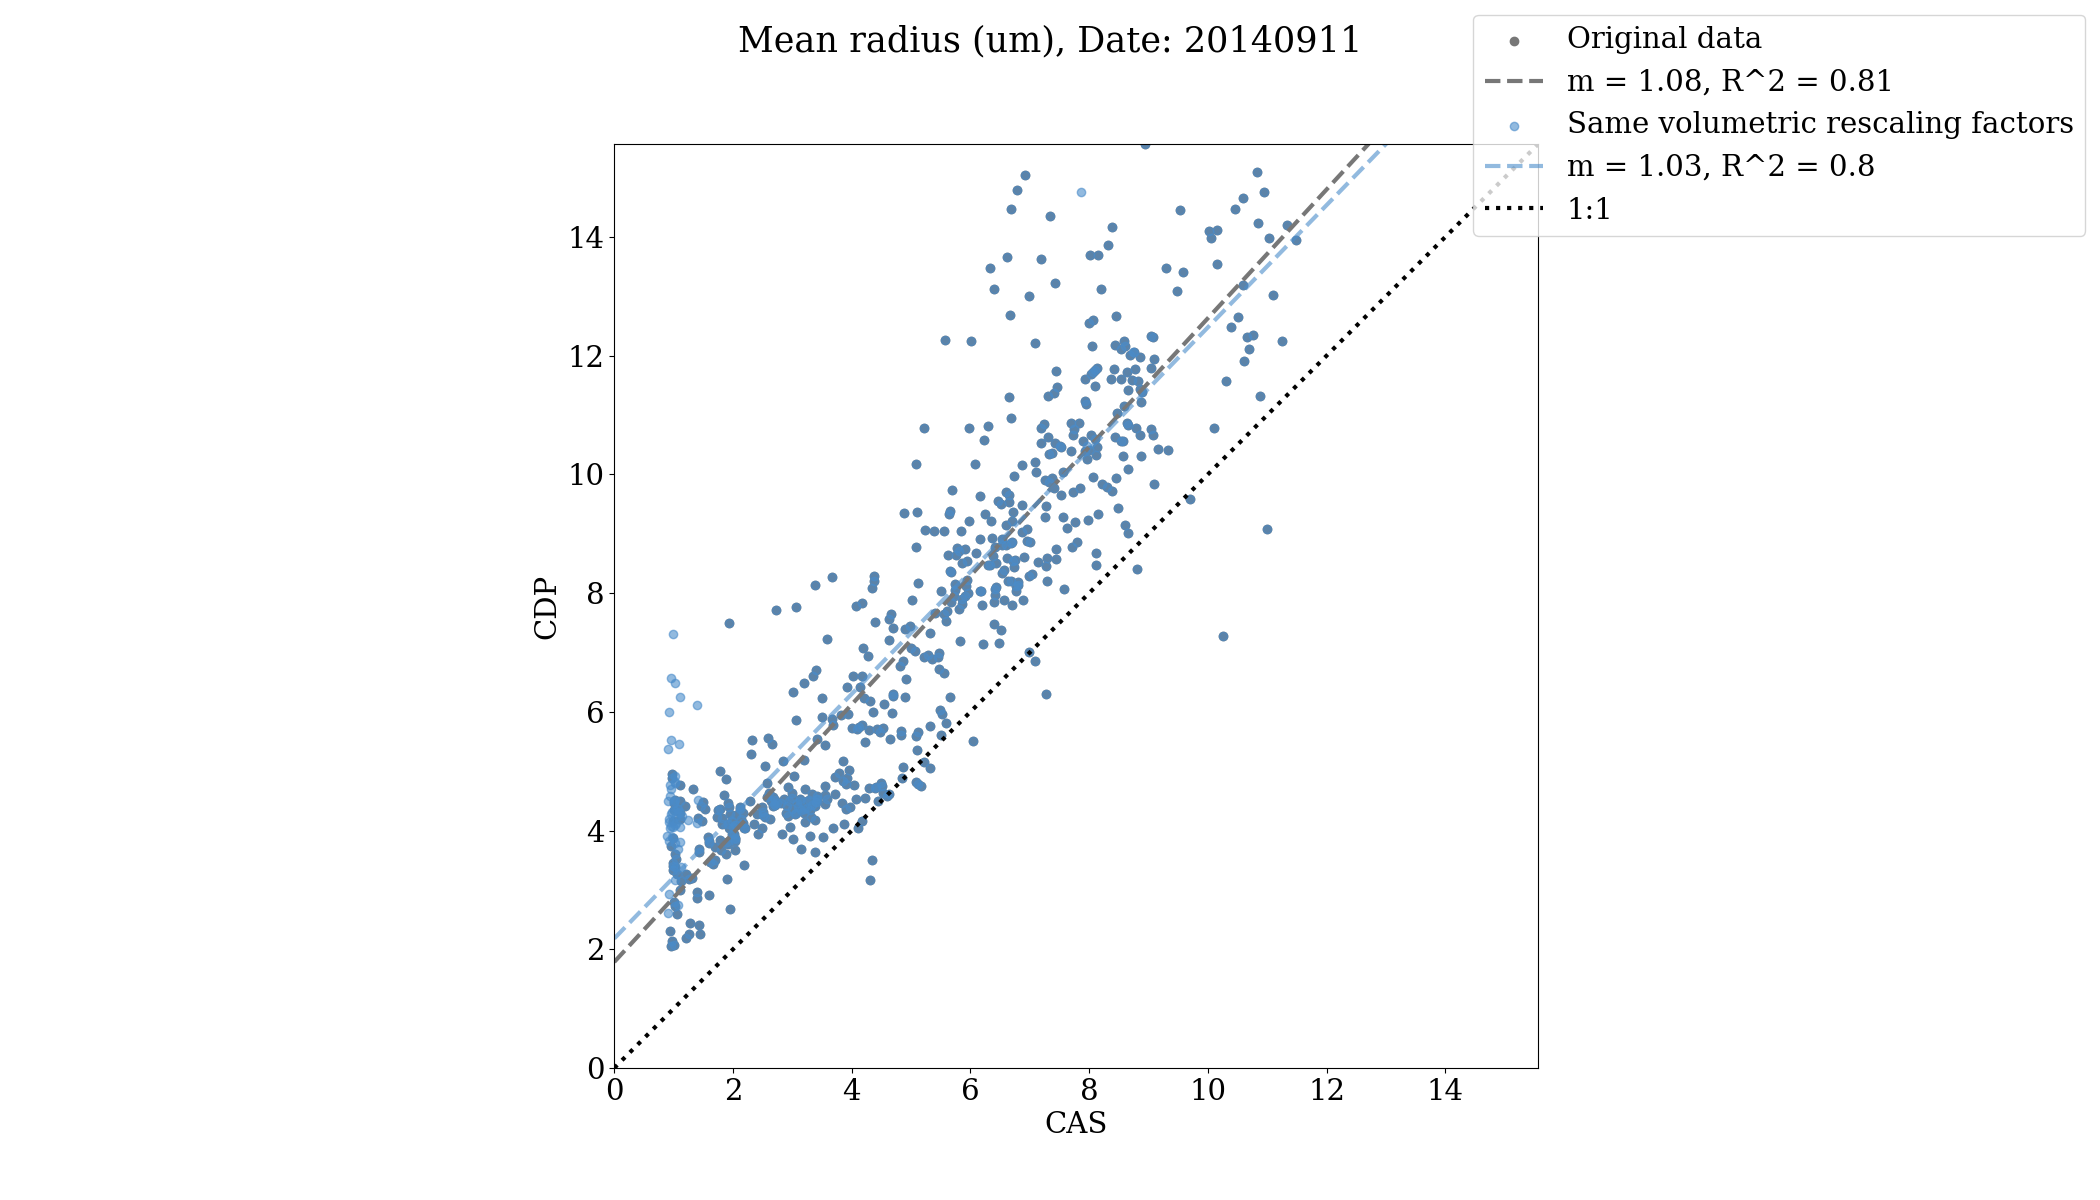 Mean radius (um), Date: 20140911
Original data
m = 1.08, R^2 = 0.81
Same volumetric rescaling factors
m = 1.03, R^2 = 0.8
1:1
14
12
10
8
6
4
2
0
CDP
0 2 4 6 8 10 12 14
CAS